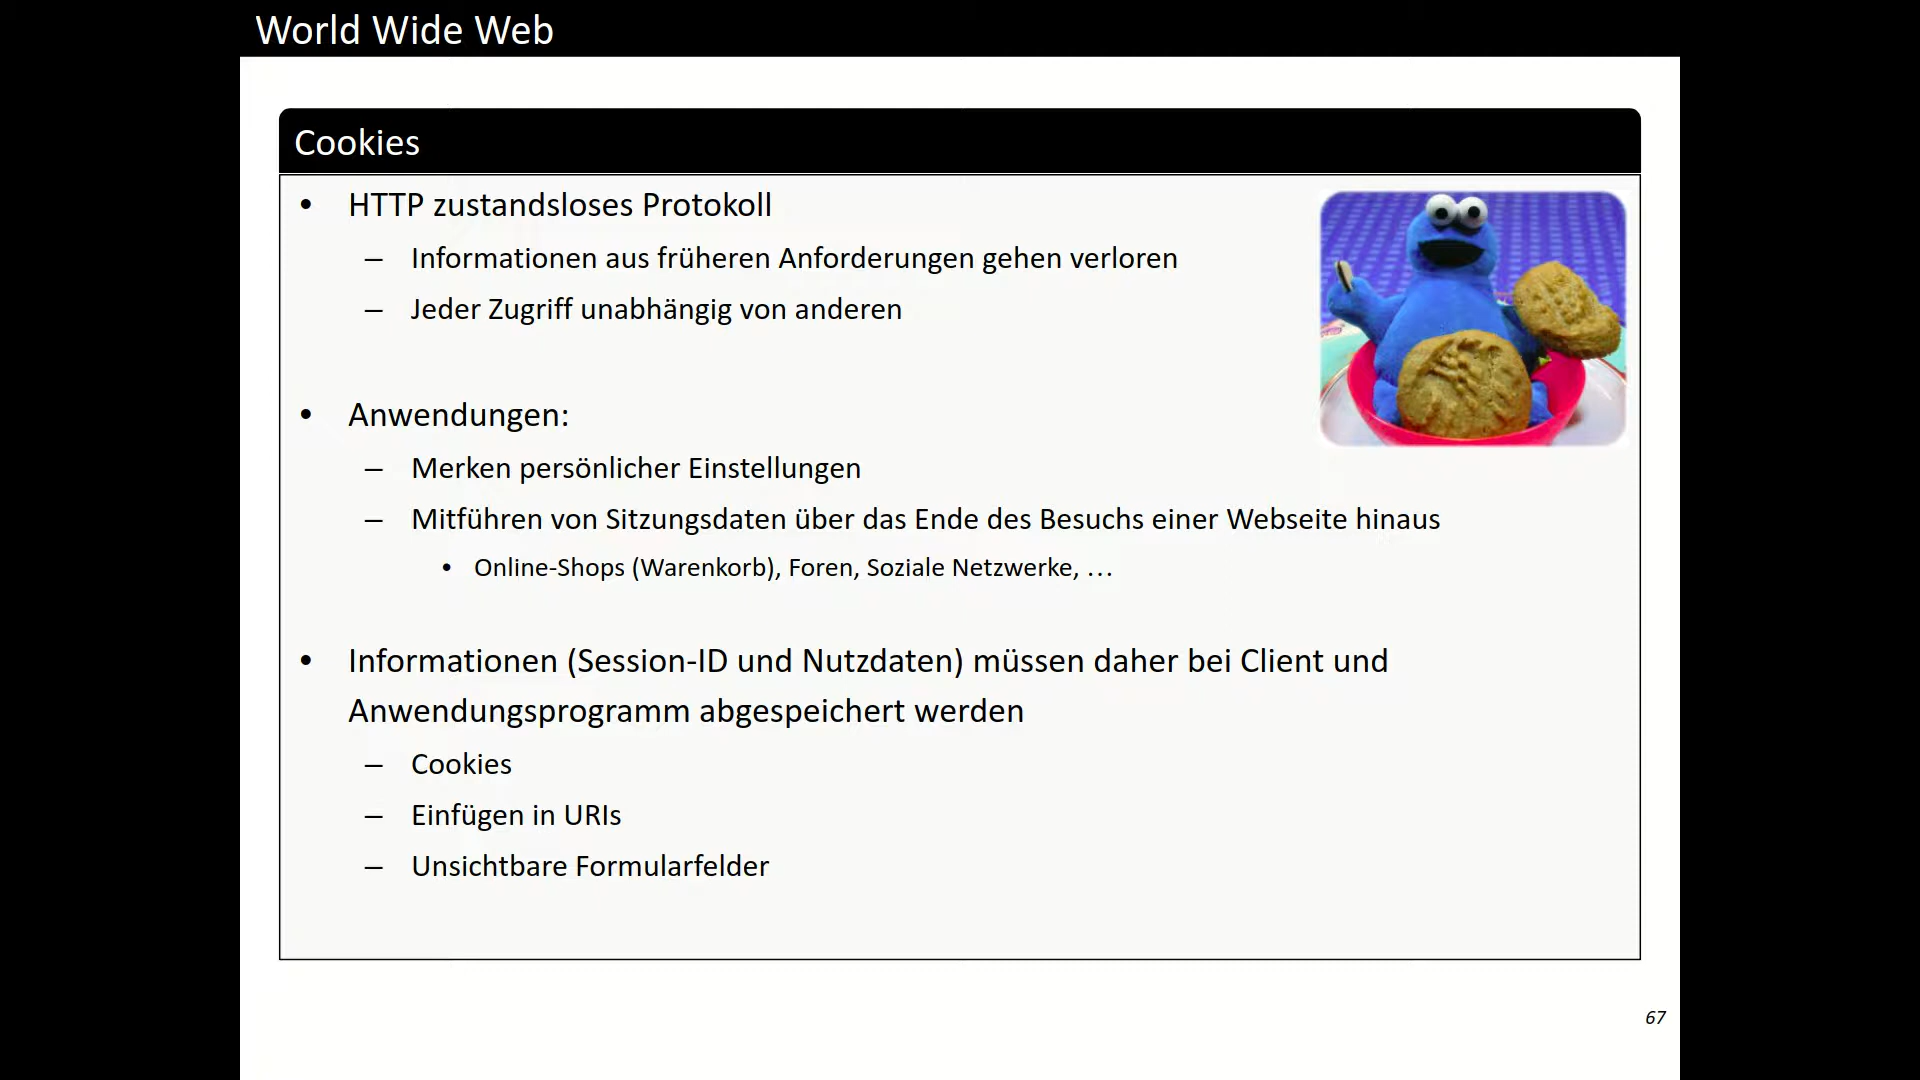 World Wide Web
Cookies
• HTTP zustandsloses Protokoll
– Informationen aus früheren Anforderungen gehen verloren
– Jeder Zugriff unabhängig von anderen
• Anwendungen:
– Merken persönlicher Einstellungen
– Mitführen von Sitzungsdaten über das Ende des Besuchs einer Webseite hinaus
• Online-Shops (Warenkorb), Foren, Soziale Netzwerke, …
• Informationen (Session-ID und Nutzdaten) müssen daher bei Client und
Anwendungsprogramm abgespeichert werden
– Cookies
– Einfügen in URIs
– Unsichtbare Formularfelder
67